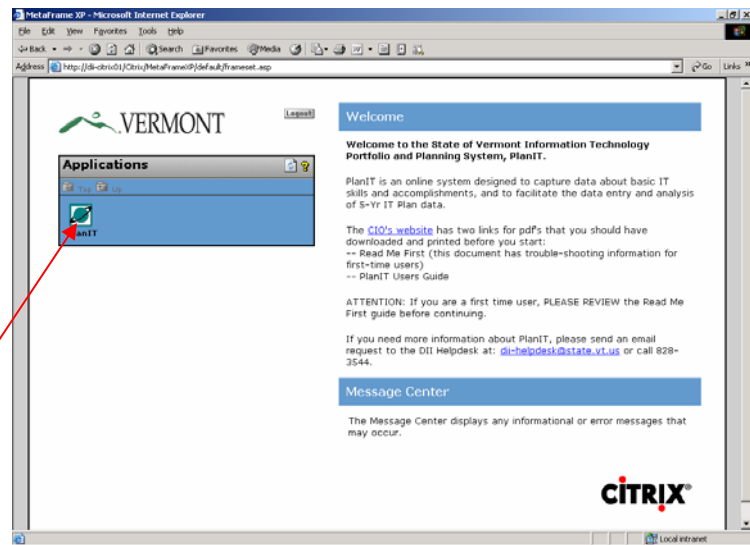 MetaFrame XP - Microsoft Internet Explorer
File Edit View Favorites Tools Help
Back Search Favorites Media
Address http://dii-citrix01/Citrix/MetaFrameXP/default/frameset.asp Go Links »
VERMONT
Logout
Applications
Top Up
PlanIT
Welcome
Welcome to the State of Vermont Information Technology
Portfolio and Planning System, PlanIT.
PlanIT is an online system designed to capture data about basic IT
skills and accomplishments, and to facilitate the data entry and analysis
of 5-Yr IT Plan data.
The CIO's website has two links for pdf's that you should have
downloaded and printed before you start:
-- Read Me First (this document has trouble-shooting information for
first-time users)
-- PlanIT Users Guide
ATTENTION: If you are a first time user, PLEASE REVIEW the Read Me
First guide before continuing.
If you need more information about PlanIT, please send an email
request to the DII Helpdesk at: dii-helpdesk@state.vt.us or call 828-
3544.
Message Center
The Message Center displays any informational or error messages that
may occur.
CITRIX®
Local intranet